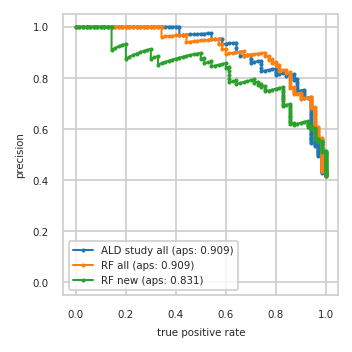 1.0
0.8
0.6
0.4
0.2
0.0
precision
ALD study all (aps: 0.909)
RF all (aps: 0.909)
RF new (aps: 0.831)
0.0 0.2 0.4 0.6 0.8 1.0
true positive rate